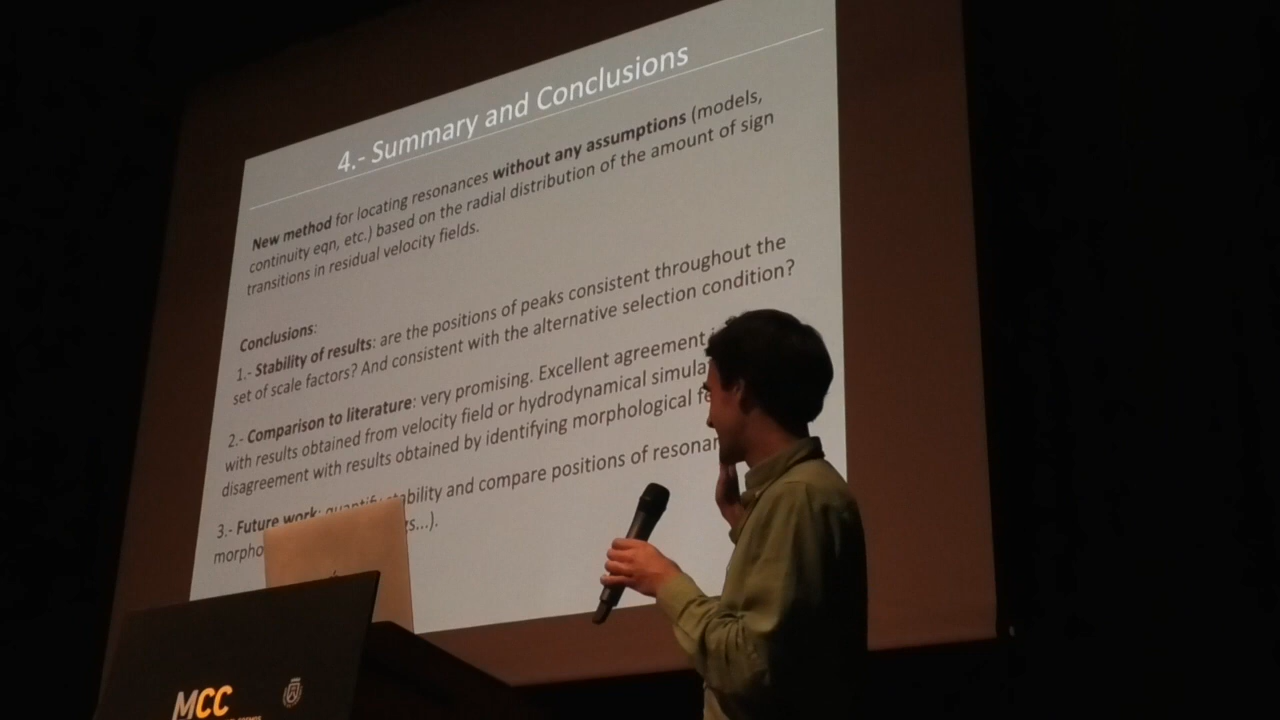 4.- Summary and Conclusions
New method for locating resonances without any assumptions (models,
continuity eqn, etc.) based on the radial distribution of the amount of sign
transitions in residual velocity fields.
Conclusions:
1.- Stability of results: are the positions of peaks consistent throughout the
set of scale factors? And consistent with the alternative selection condition?
2.- Comparison to literature: very promising. Excellent agreement
with results obtained from velocity field or hydrodynamical
disagreement with results obtained by identifying morphological
3.- Future work: quantify stability and compare positions of
MCC